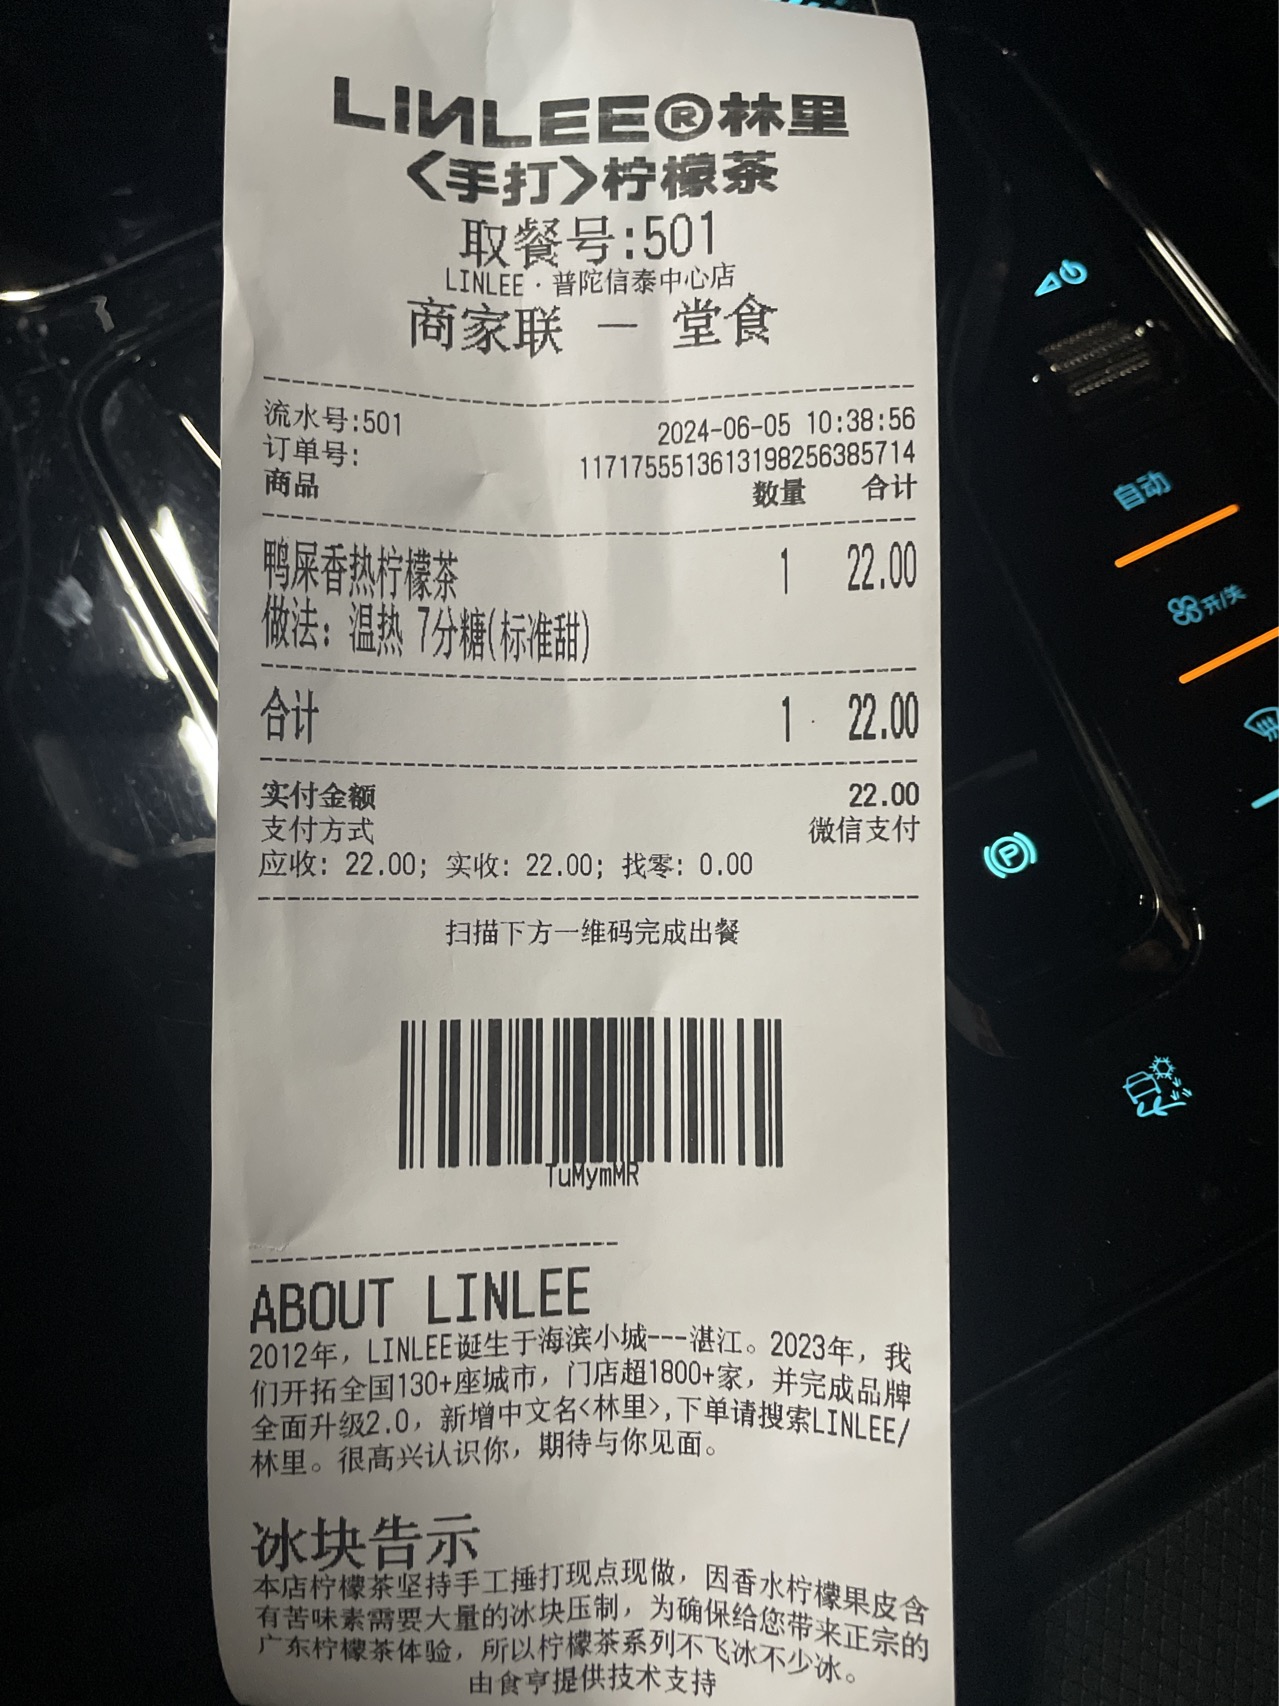 LINLEE®林里
<手打>柠檬茶
取餐号:501
LINLEE·普陀信泰中心店
商家联 — 堂食
流水号:501 2024-06-05 10:38:56
订单号: 1171755513613198256385714
商品 数量 合计
鸭屎香热柠檬茶 1 22.00
做法: 温热 7分糖(标准甜)
合计 1 22.00
实付金额 22.00
支付方式 微信支付
应收: 22.00; 实收: 22.00; 找零: 0.00
扫描下方一维码完成出餐
TuMymMR
ABOUT LINLEE
2012年，LINLEE诞生于海滨小城---湛江。2023年，我
们开拓全国130+座城市，门店超1800+家，并完成品牌
全面升级2.0，新增中文名<林里>,下单请搜索LINLEE/
林里。很高兴认识你，期待与你见面。
冰块告示
本店柠檬茶坚持手工捶打现点现做，因香水柠檬果皮含
有苦味素需要大量的冰块压制，为确保给您带来正宗的
广东柠檬茶体验，所以柠檬茶系列不飞冰不少冰。
由食亨提供技术支持
自动
开/关
P